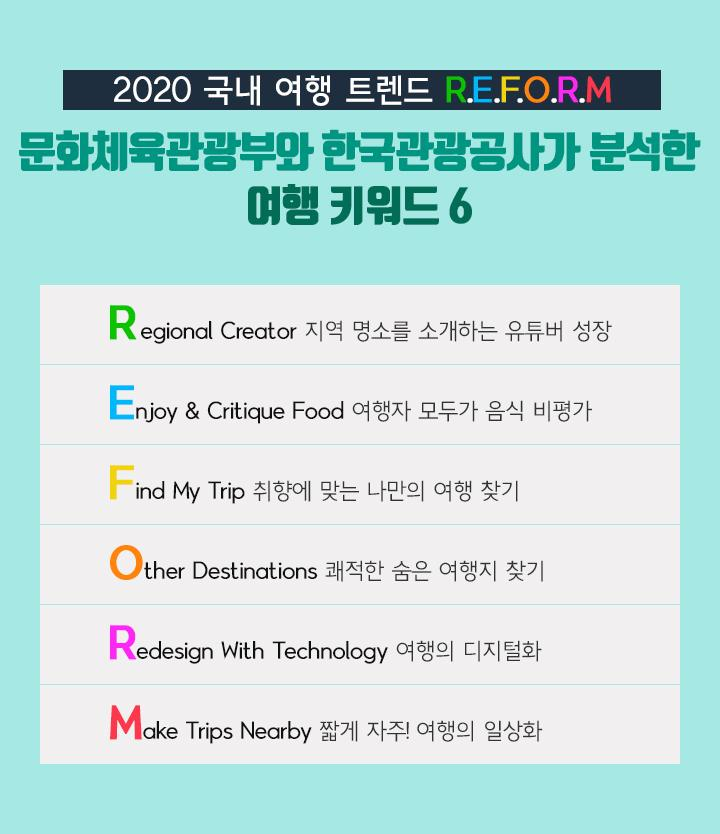 2020 국내 여행 트렌드 R.E.F.O.R.M
문화체육관광부와 한국관광공사가 분석한
여행 키워드 6
Regional Creator 지역 명소를 소개하는 유튜버 성장
Enjoy & Critique Food 여행자 모두가 음식 비평가
Find My Trip 취향에 맞는 나만의 여행 찾기
Other Destinations 쾌적한 숨은 여행지 찾기
Redesign With Technology 여행의 디지털화
Make Trips Nearby 짧게 자주! 여행의 일상화